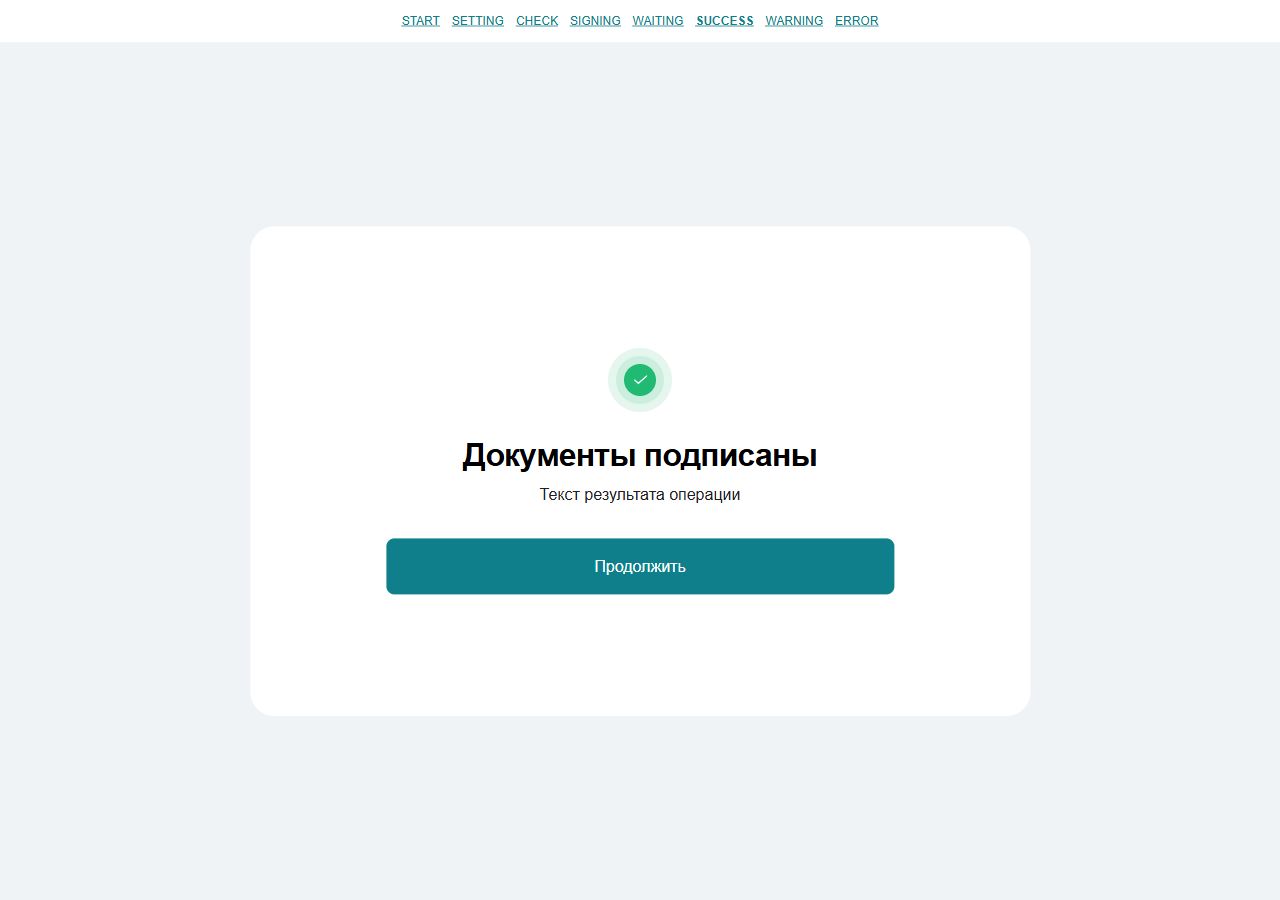 START SETTING CHECK SIGNING WAITING SUCCESS WARNING ERROR
Документы подписаны
Текст результата операции
Продолжить